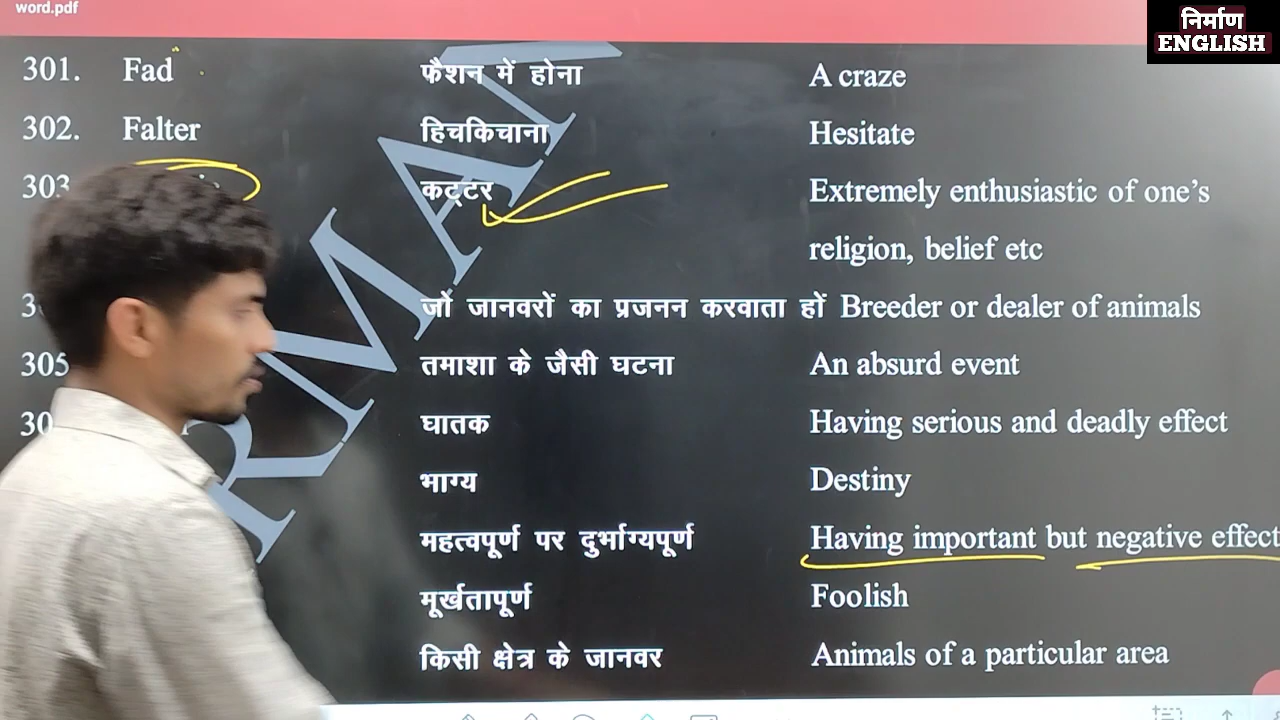 word.pdf
निर्माण
ENGLISH
301. Fad फैशन में होना A craze
302. Falter हिचकिचाना Hesitate
303 कट्टर Extremely enthusiastic of one’s
religion, belief etc
जो जानवरों का प्रजनन करवाता हों Breeder or dealer of animals
305 तमाशा के जैसी घटना An absurd event
घातक Having serious and deadly effect
भाग्य Destiny
महत्वपूर्ण पर दुर्भाग्यपूर्ण Having important but negative effect
मूर्खतापूर्ण Foolish
किसी क्षेत्र के जानवर Animals of a particular area